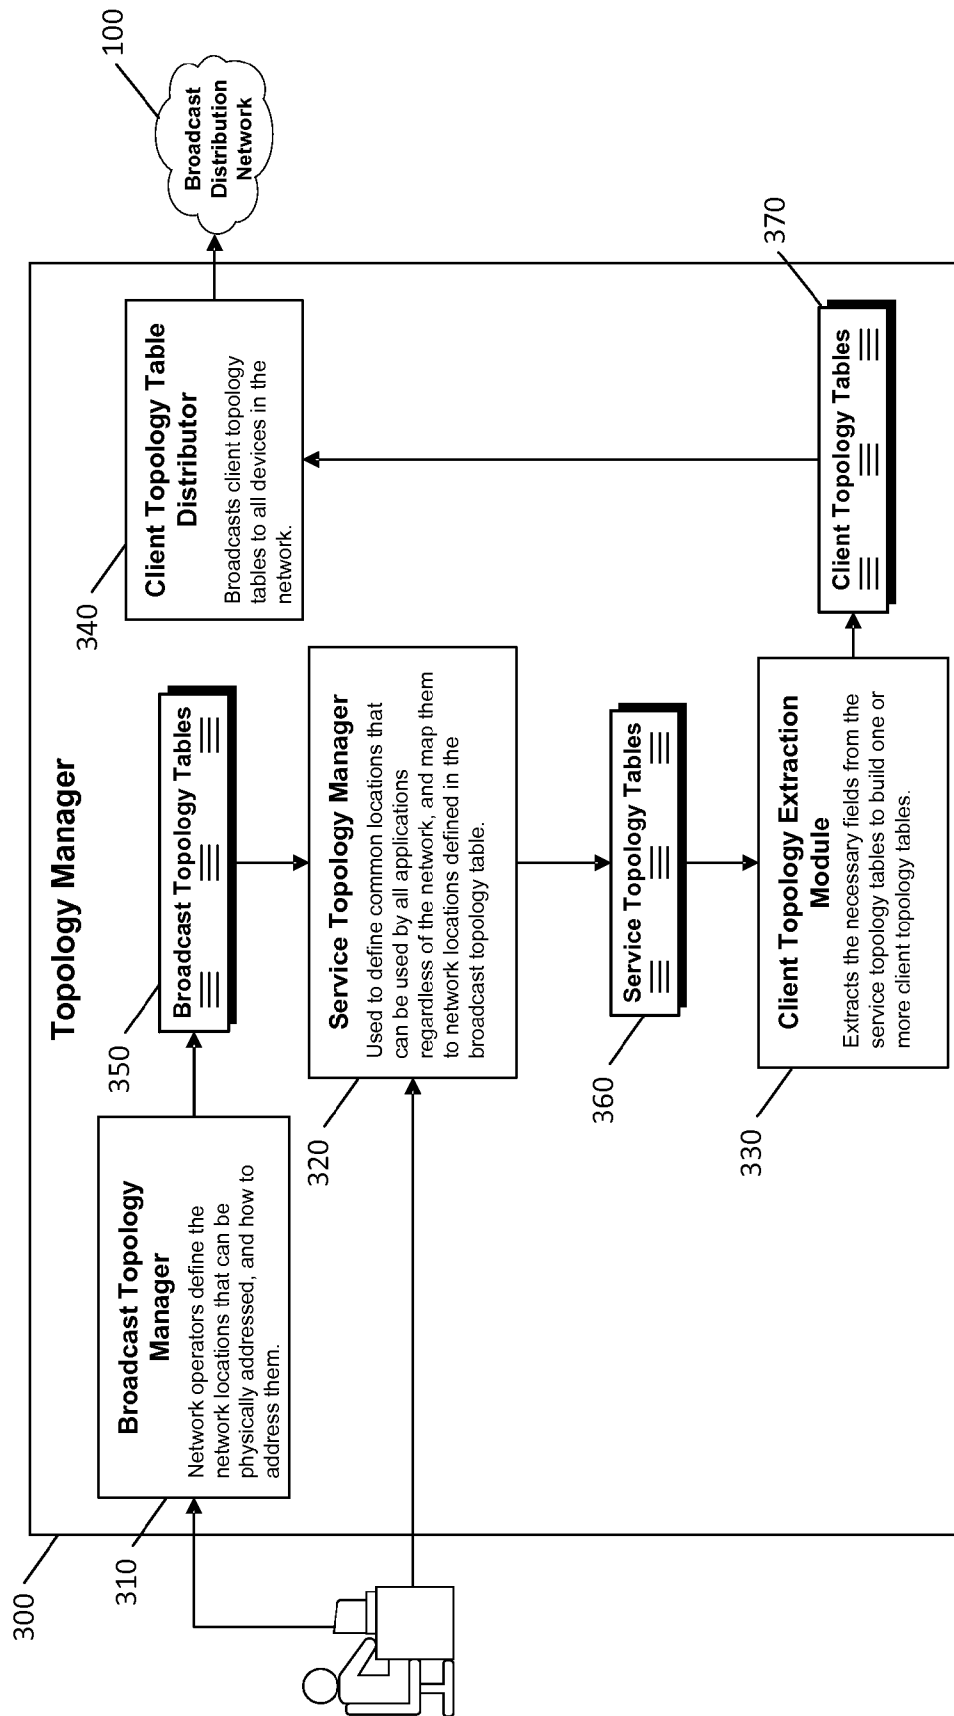 Topology Manager
300
Broadcast Topology
Manager
Network operators define the
network locations that can be
physically addressed, and how to
address them.
310
Broadcast Topology Tables
350
Service Topology Manager
Used to define common locations that
can be used by all applications
regardless of the network, and map them
to network locations defined in the
broadcast topology table.
320
Service Topology Tables
360
Client Topology Extraction
Module
Extracts the necessary fields from the
service topology tables to build one or
more client topology tables.
330
Client Topology Tables
370
Client Topology Table
Distributor
Broadcasts client topology
tables to all devices in the
network.
340
Broadcast
Distribution
Network
100